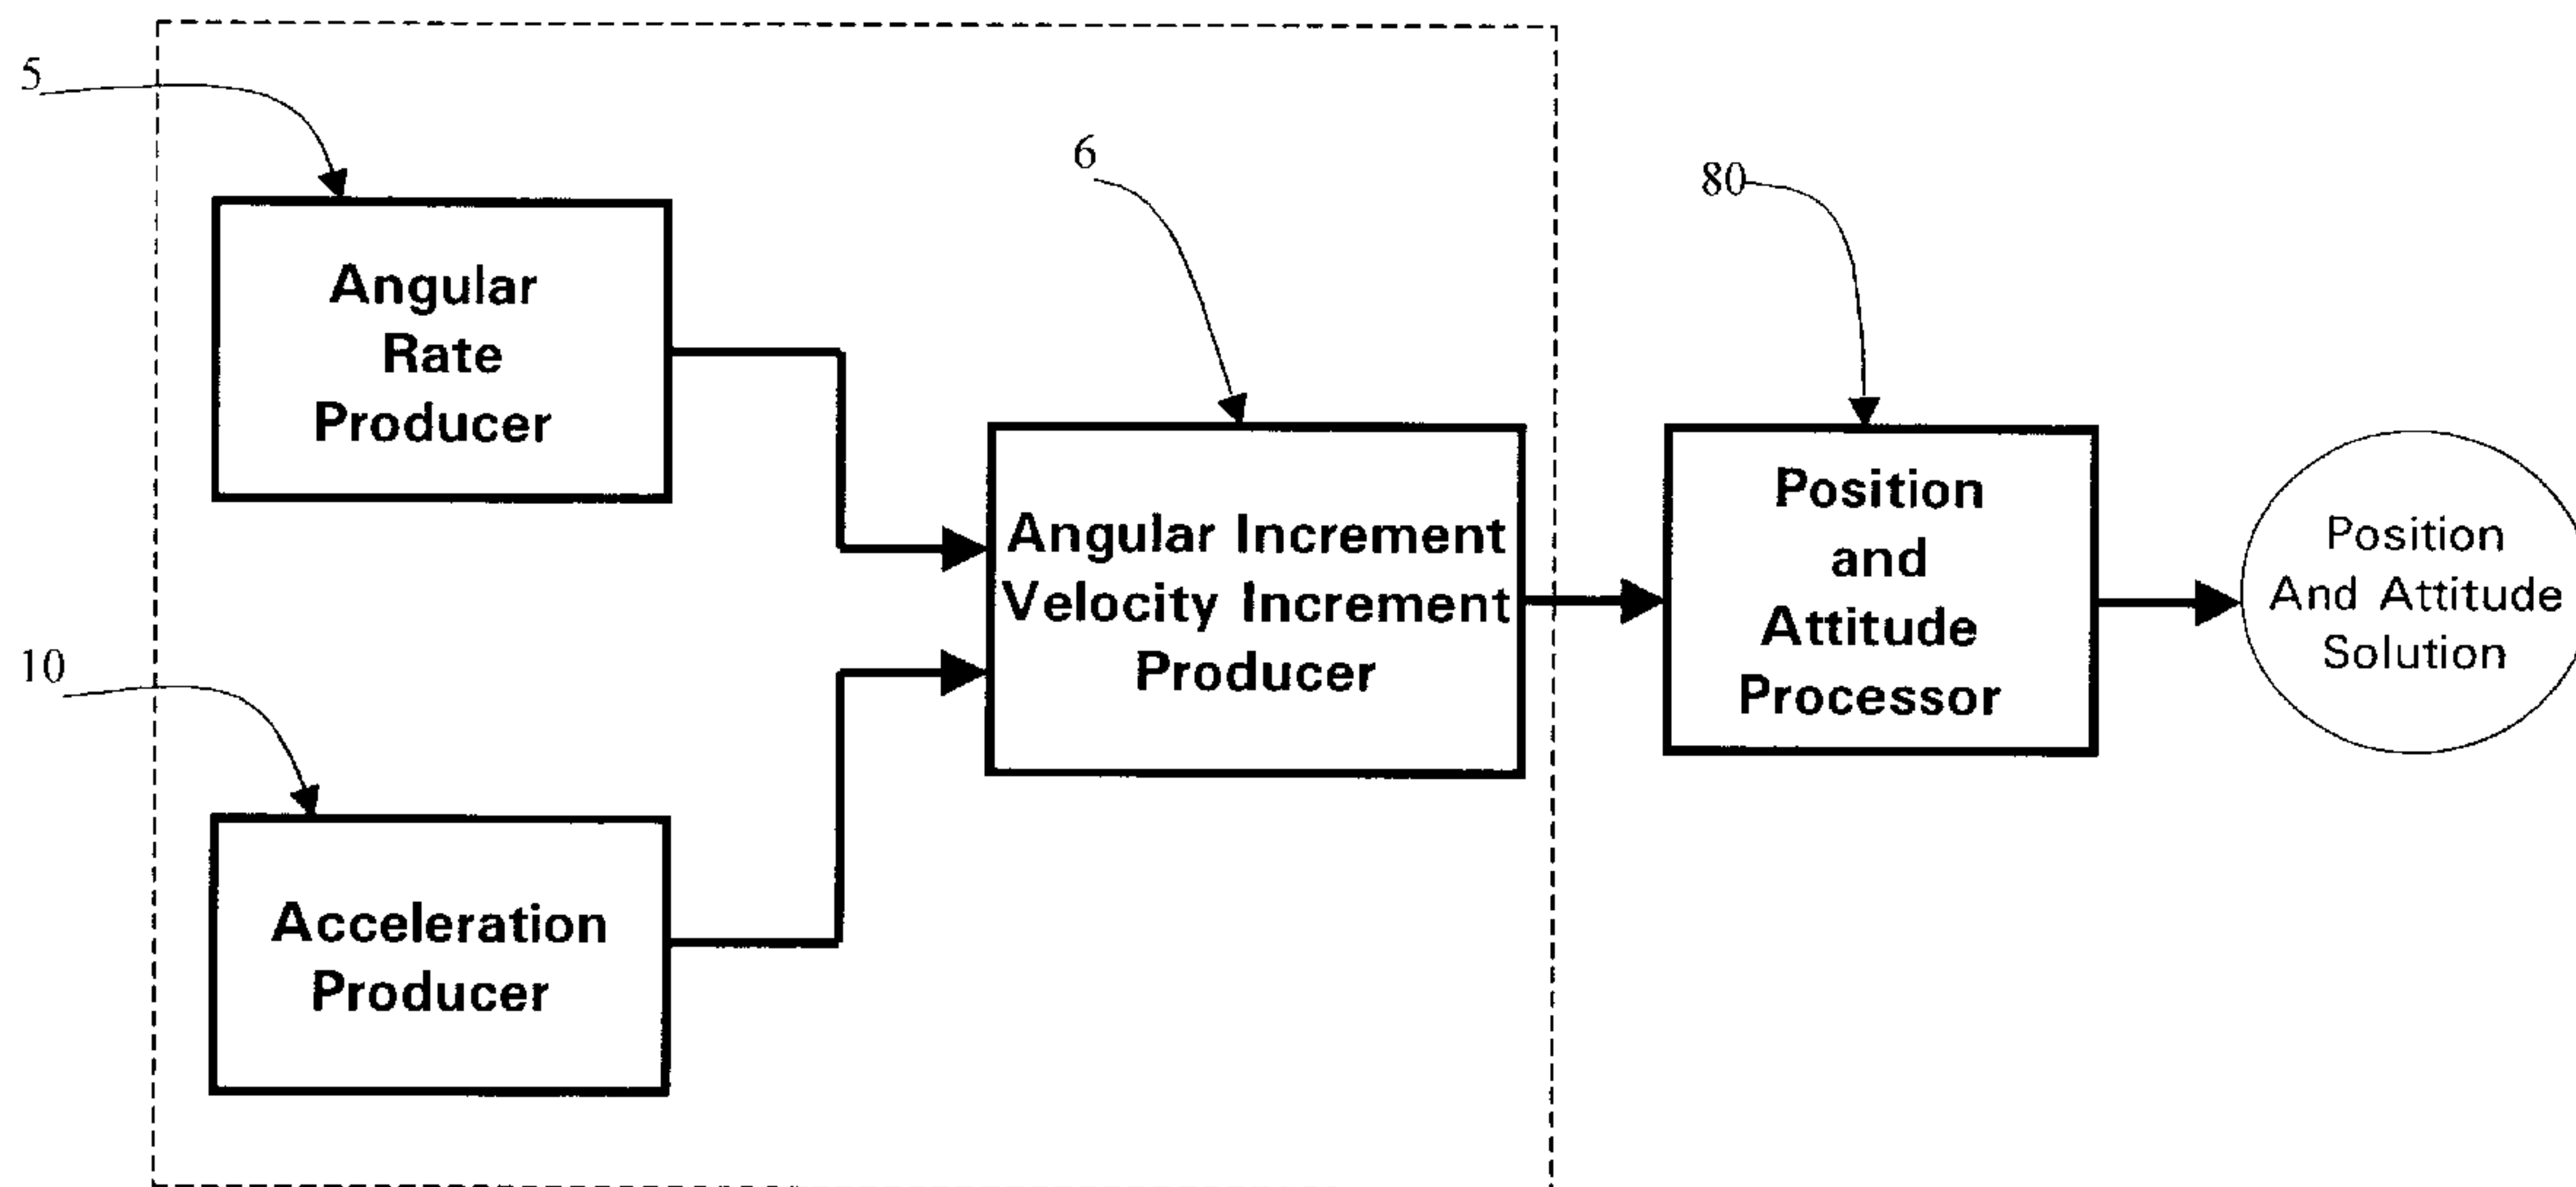 5
Angular
Rate
Producer
6
Angular Increment
Velocity Increment
Producer
80
Position
and
Attitude
Processor
Position
And Attitude
Solution
10
Acceleration
Producer